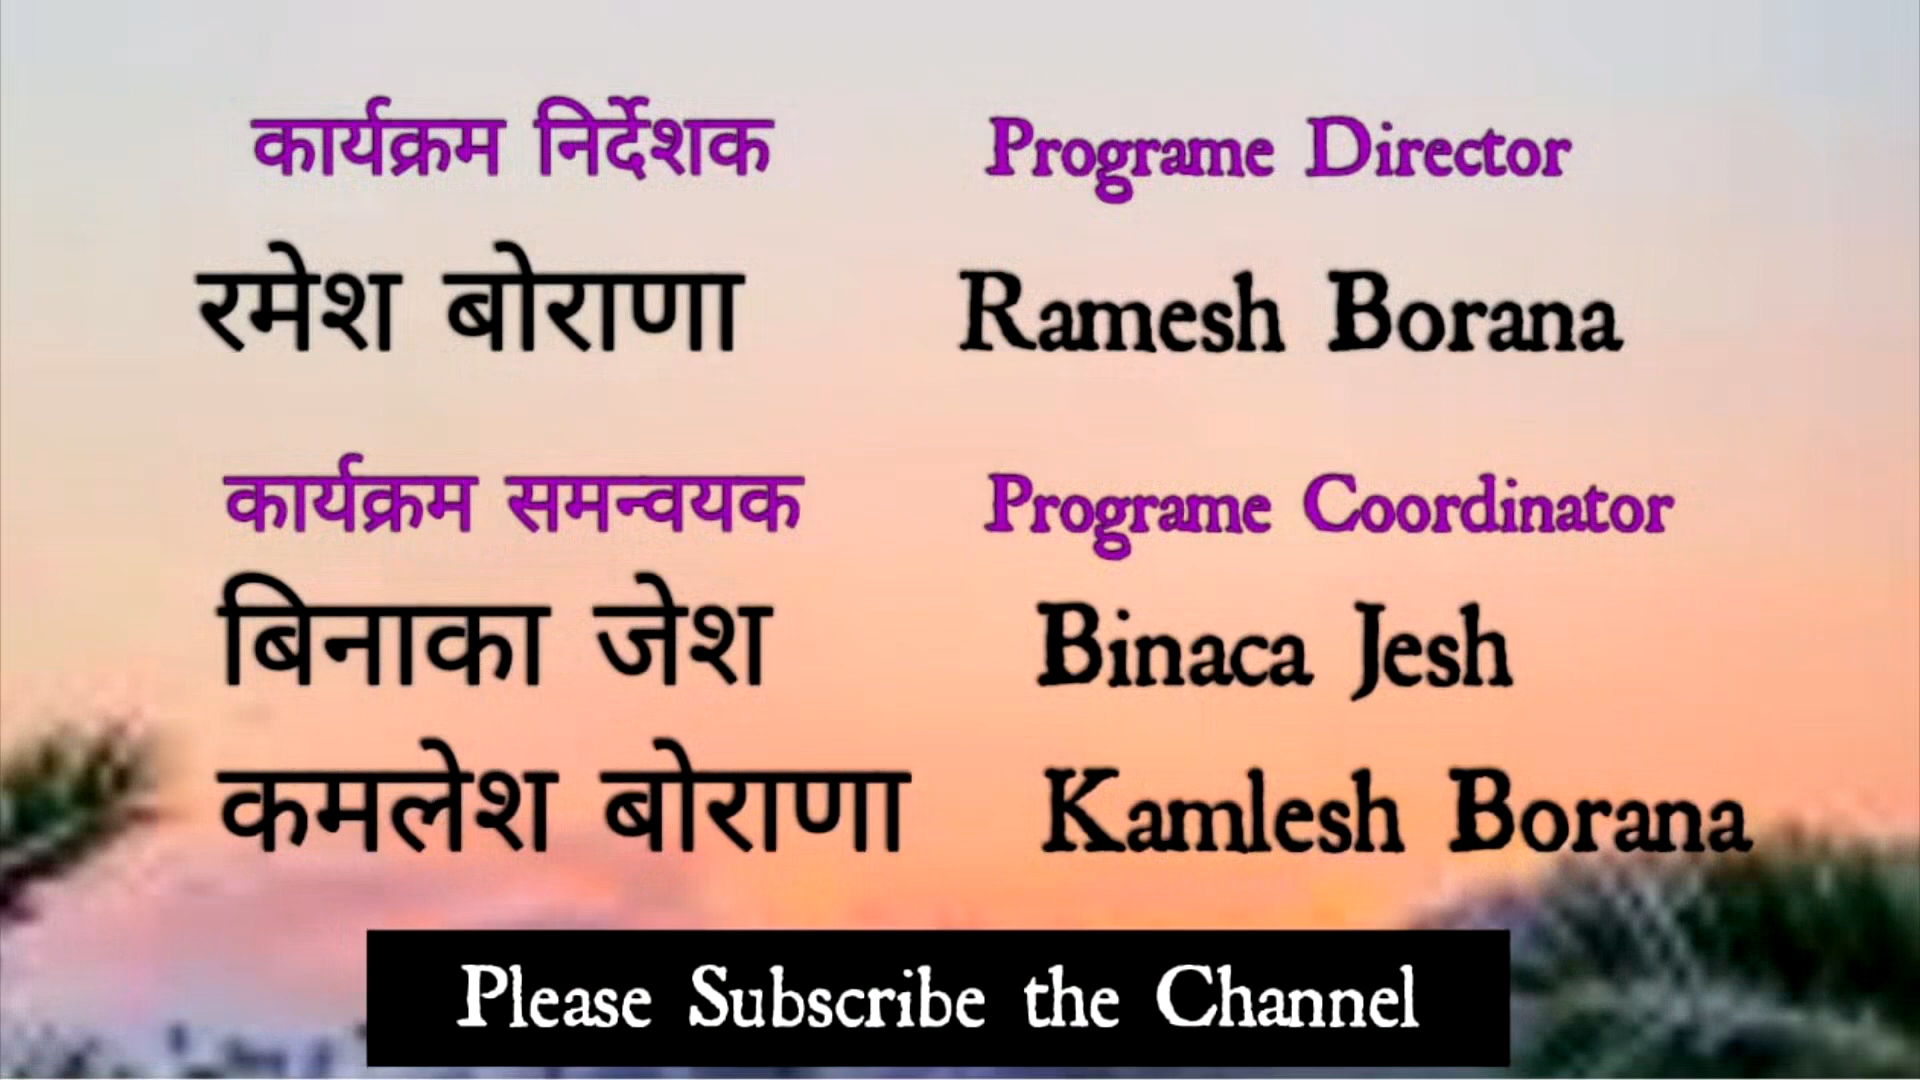 कार्यक्रम निर्देशक Programe Director
रमेश बोराणा Ramesh Borana
कार्यक्रम समन्वयक Programe Coordinator
बिनाका जेश Binaca Jesh
कमलेश बोराणा Kamlesh Borana
Please Subscribe the Channel